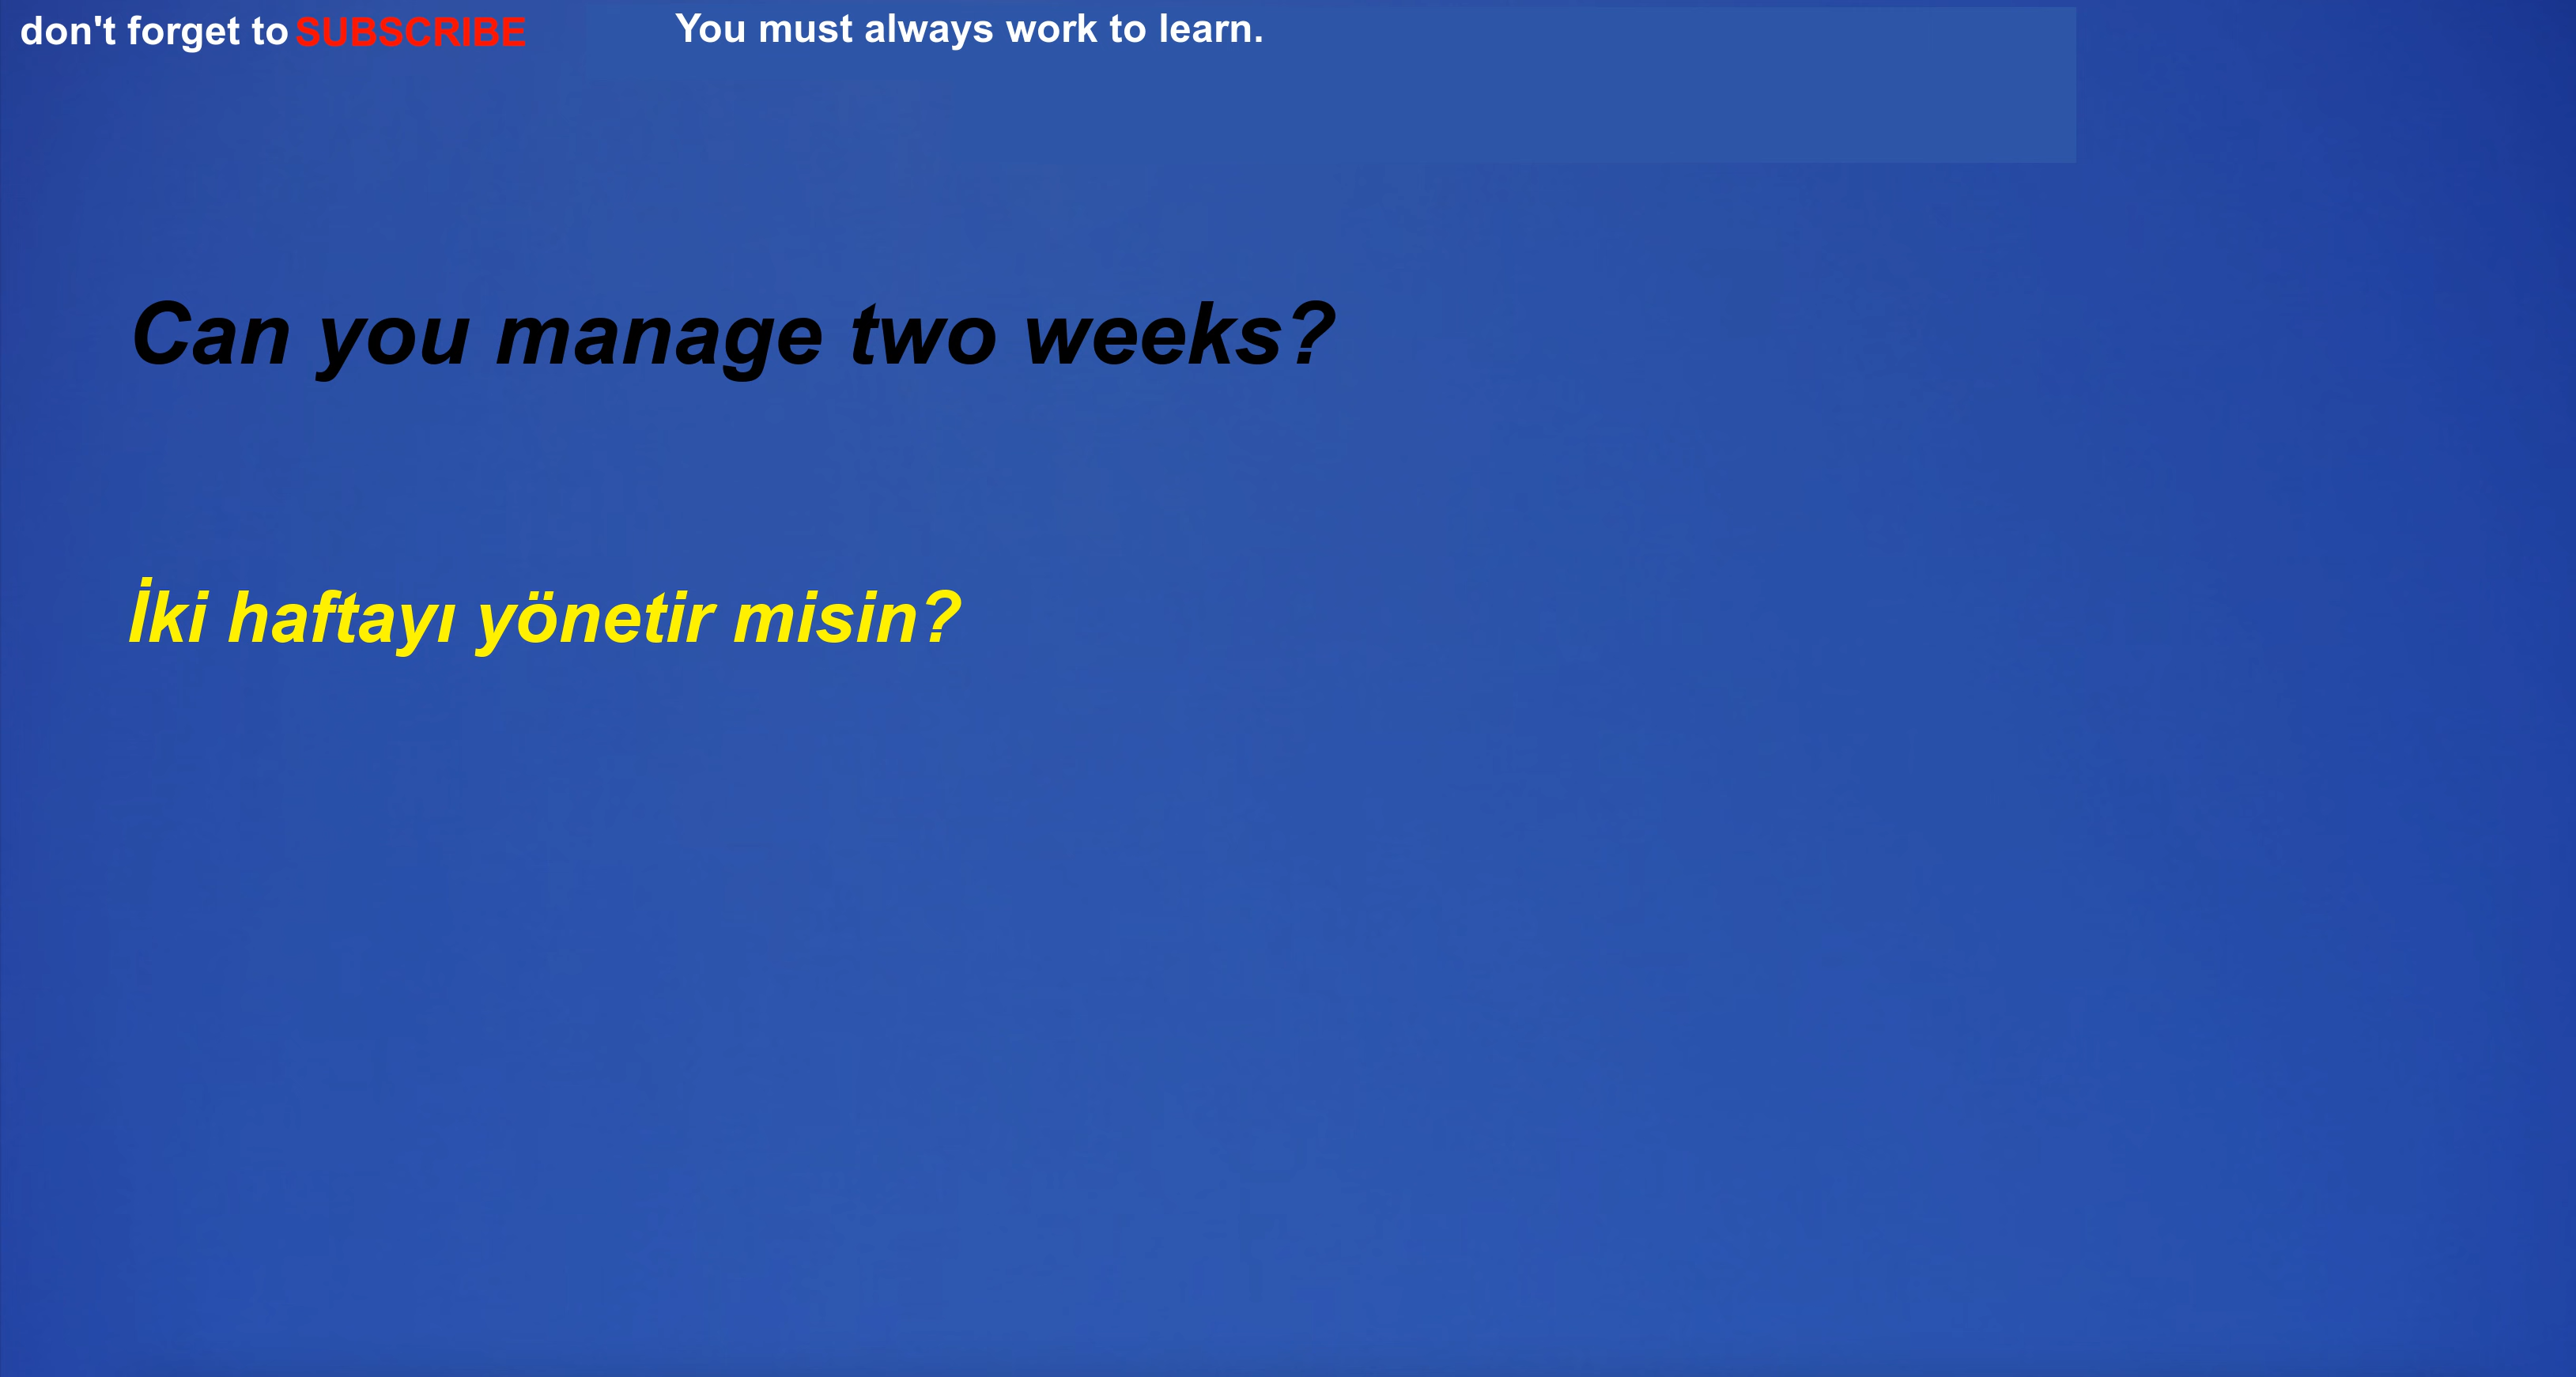 don't forget to SUBSCRIBE
You must always work to learn.
Can you manage two weeks?
İki haftayı yönetir misin?